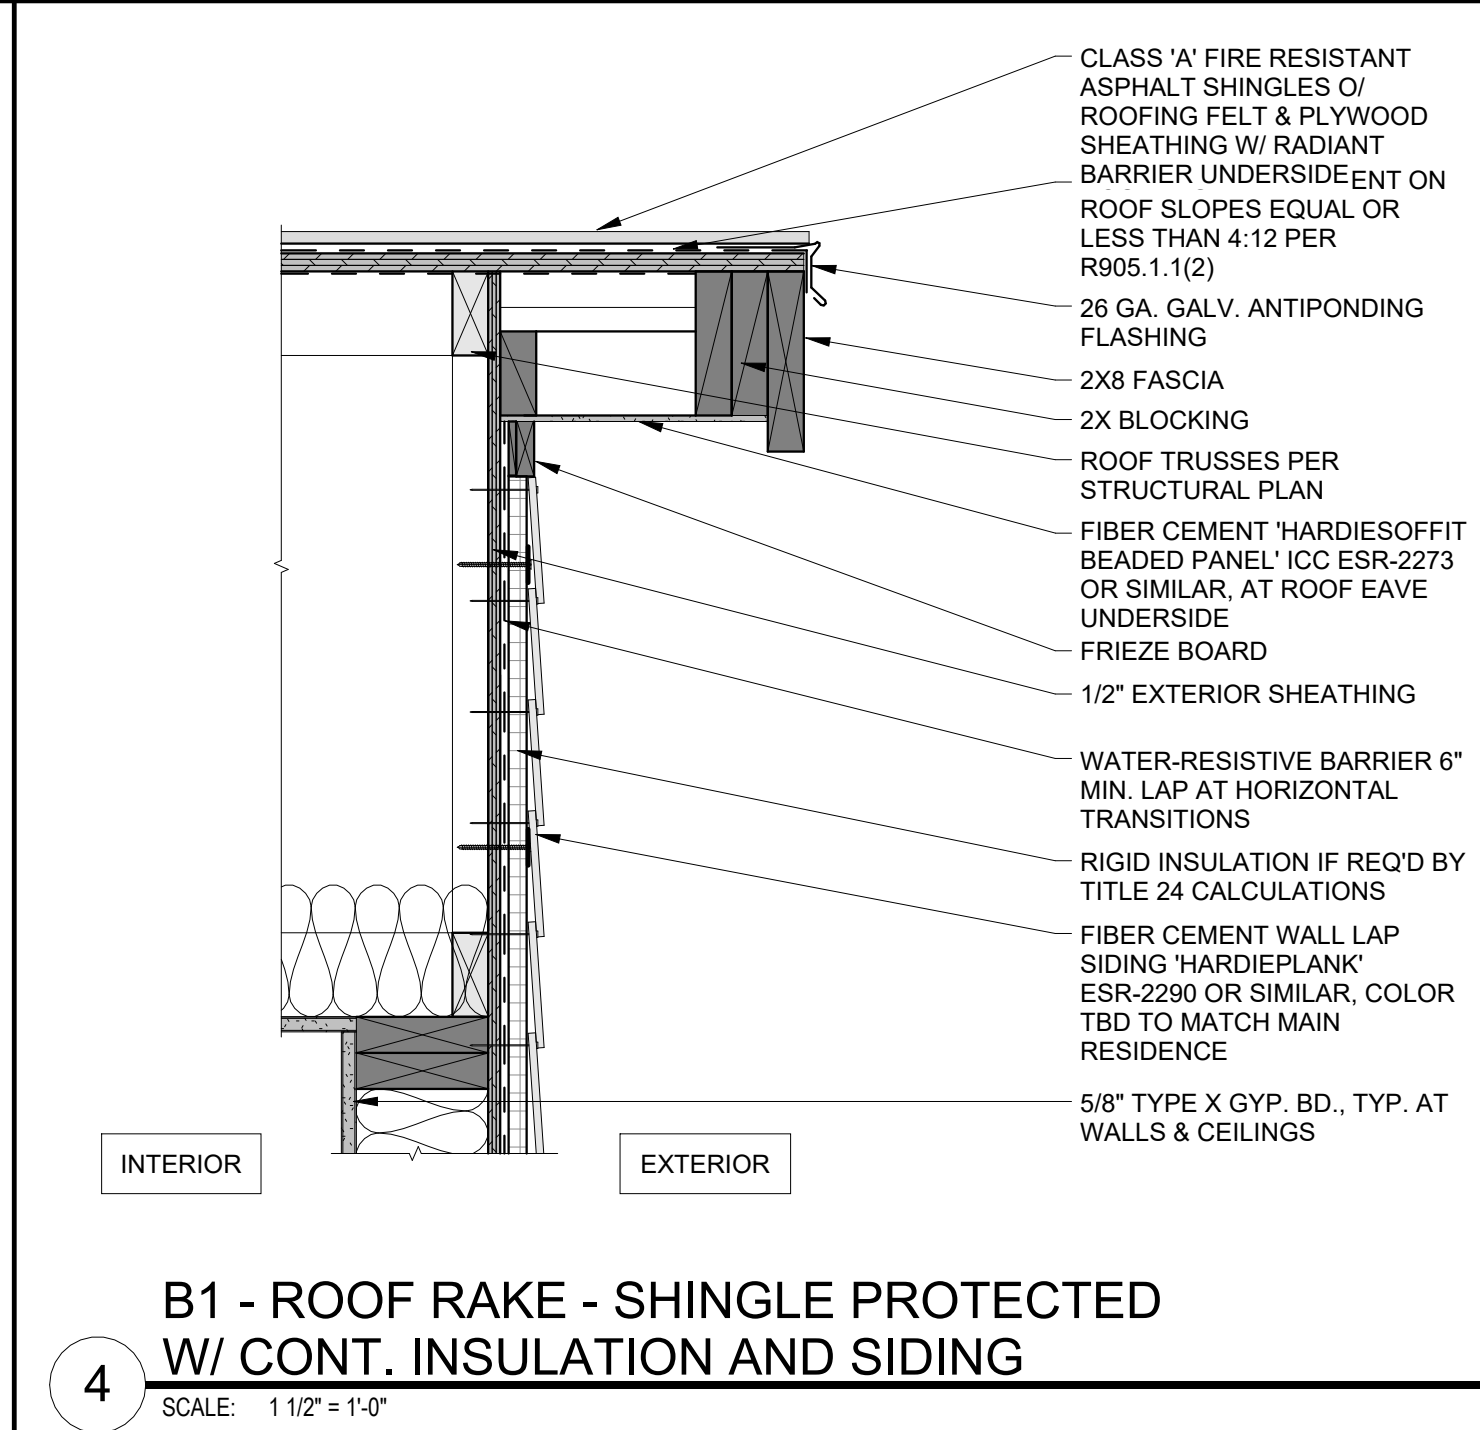 CLASS 'A' FIRE RESISTANT
ASPHALT SHINGLES O/
ROOFING FELT & PLYWOOD
SHEATHING W/ RADIANT
BARRIER UNDERSIDE
ENT ON
ROOF SLOPES EQUAL OR
LESS THAN 4:12 PER
R905.1.1(2)
26 GA. GALV. ANTIPONDING
FLASHING
2X8 FASCIA
2X BLOCKING
ROOF TRUSSES PER
STRUCTURAL PLAN
FIBER CEMENT 'HARDIESOFFIT
BEADED PANEL' ICC ESR-2273
OR SIMILAR, AT ROOF EAVE
UNDERSIDE
FRIEZE BOARD
1/2" EXTERIOR SHEATHING
WATER-RESISTIVE BARRIER 6"
MIN. LAP AT HORIZONTAL
TRANSITIONS
RIGID INSULATION IF REQ'D BY
TITLE 24 CALCULATIONS
FIBER CEMENT WALL LAP
SIDING 'HARDIEPLANK'
ESR-2290 OR SIMILAR, COLOR
TBD TO MATCH MAIN
RESIDENCE
5/8" TYPE X GYP. BD., TYP. AT
WALLS & CEILINGS
INTERIOR
EXTERIOR
B1 - ROOF RAKE - SHINGLE PROTECTED
W/ CONT. INSULATION AND SIDING
4
SCALE: 1 1/2" = 1'-0"